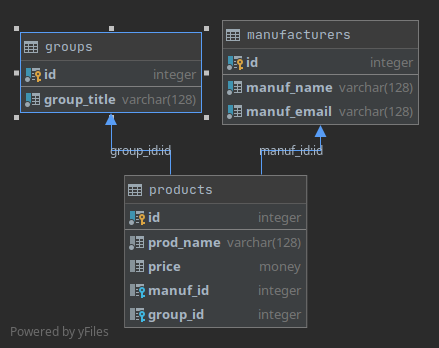 groups
id integer
group_title varchar(128)
manufacturers
id integer
manuf_name varchar(128)
manuf_email varchar(128)
group_id:id
manuf_id:id
products
id integer
prod_name varchar(128)
price money
manuf_id integer
group_id integer
Powered by yFiles